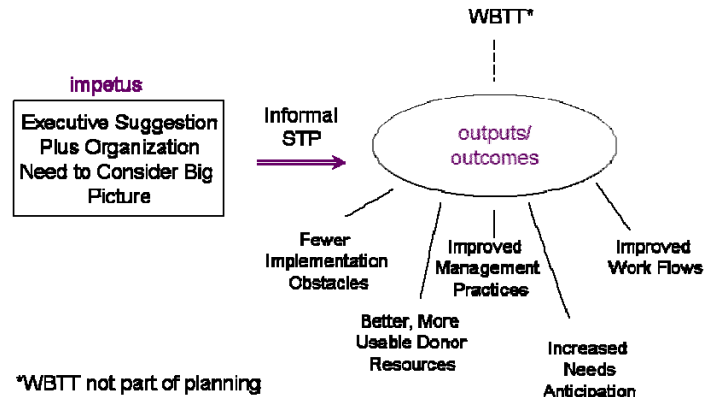 WBTT*
impetus
Executive Suggestion
Plus Organization
Need to Consider Big
Picture
Informal
STP
outputs/
outcomes
Fewer
Implementation
Obstacles
Better, More
Usable Donor
Resources
Improved
Management
Practices
Increased
Needs
Anticipation
Improved
Work Flows
*WBTT not part of planning